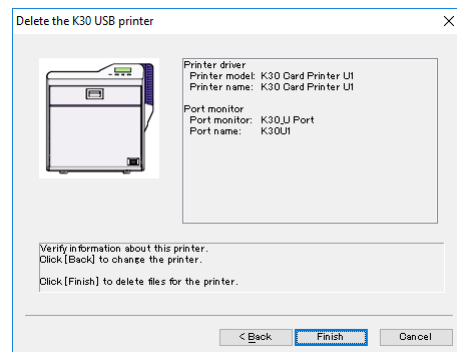 Delete the K30 USB printer
Printer driver
Printer model: K30 Card Printer U1
Printer name: K30 Card Printer U1
Port monitor
Port monitor: K30_U Port
Port name: K30U1
Verify information about this printer.
Click [Back] to change the printer.
Click [Finish] to delete files for the printer.
< Back Finish Cancel